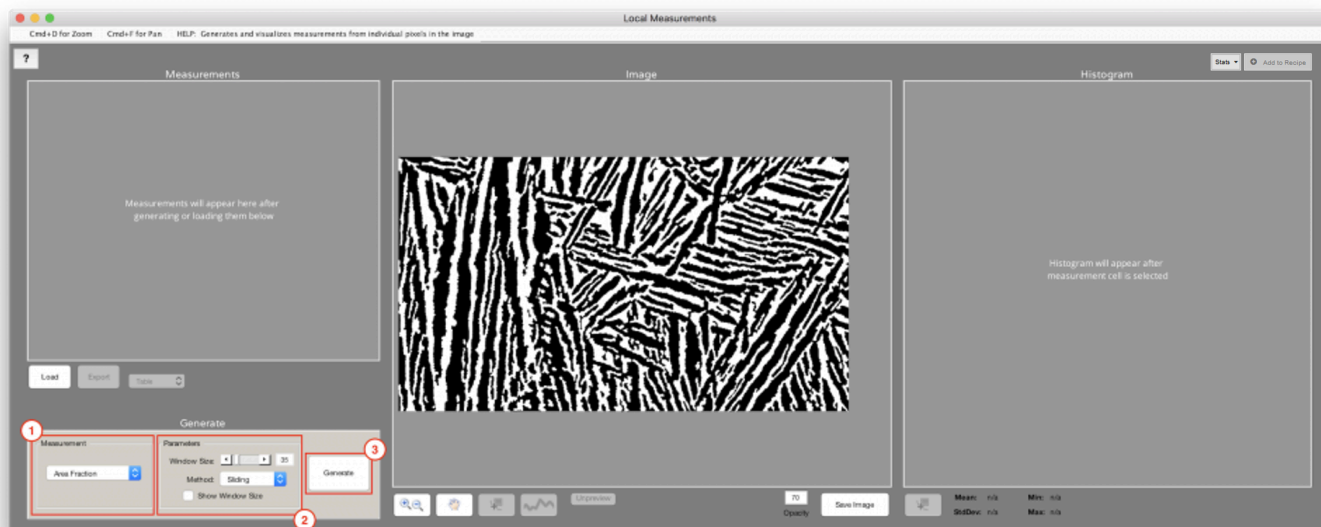 Local Measurements
Cmd+D for Zoom Cmd+F for Pan HELP: Generates and visualizes measurements from individual pixels in the image
?
Stats Add to Recipe
Measurements Image Histogram
Measurements will appear here after
generating or loading them below
Histogram will appear after
measurement cell is selected
Load Export Table
Generate
1
Measurement
Area Fraction
Parameters
Window Size 35
Method: Sliding
Show Window Size
2
3
Generate
Unpreview
70
Opacity
Save Image
Mean: n/a Min: n/a
StdDev: n/a Max: n/a